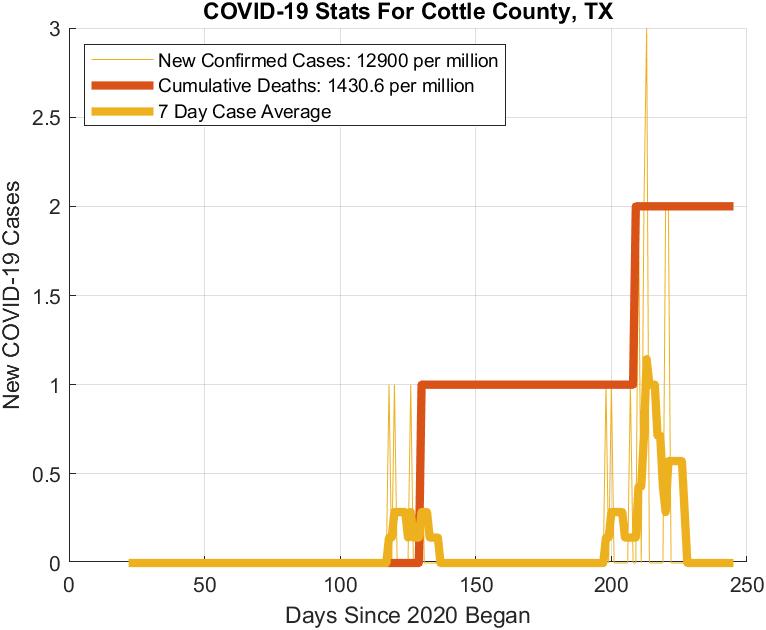 COVID-19 Stats For Cottle County, TX
New Confirmed Cases: 12900 per million
Cumulative Deaths: 1430.6 per million
7 Day Case Average
New COVID-19 Cases
3
2.5
2
1.5
1
0.5
0
0 50 100 150 200 250
Days Since 2020 Began